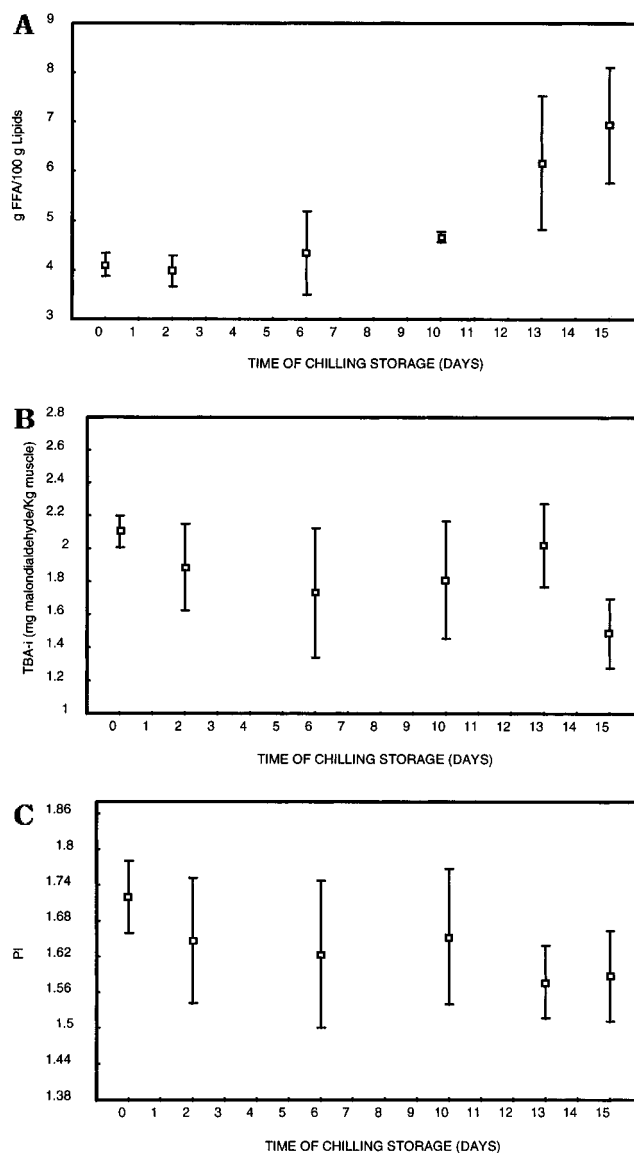 A
9
8
7
6
5
4
3
g FFA/100 g Lipids
0 1 2 3 4 5 6 7 8 9 10 11 12 13 14 15
TIME OF CHILLING STORAGE (DAYS)
B
2.8
2.6
2.4
2.2
2
1.8
1.6
1.4
1.2
1
TBA-i (mg malondialdehyde/Kg muscle)
0 1 2 3 4 5 6 7 8 9 10 11 12 13 14 15
TIME OF CHILLING STORAGE (DAYS)
C
1.86
1.8
1.74
1.68
1.62
1.56
1.5
1.44
1.38
PI
0 1 2 3 4 5 6 7 8 9 10 11 12 13 14 15
TIME OF CHILLING STORAGE (DAYS)